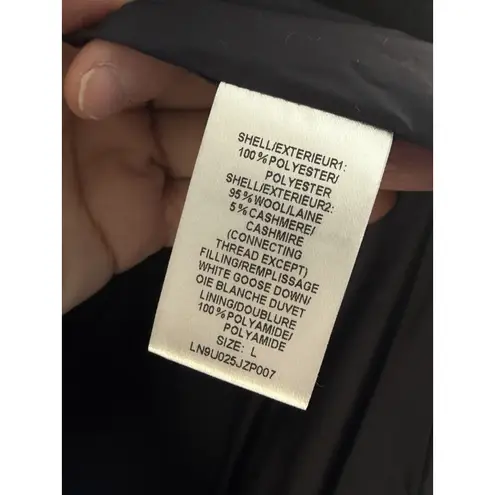 SHELL/EXTERIEUR1:
100%POLYESTER/
POLYESTER
SHELL/EXTERIEUR2:
95%WOOL/LAINE
5%CASHMERE/
CASHMIRE
(CONNECTING
THREAD EXCEPT)
FILLING/REMPLISSAGE
WHITE GOOSE DOWN/
OIE BLANCHE DUVET
LINING/DOUBLURE
100%POLYAMIDE/
POLYAMIDE
SIZE: L
LN9U025JZP007